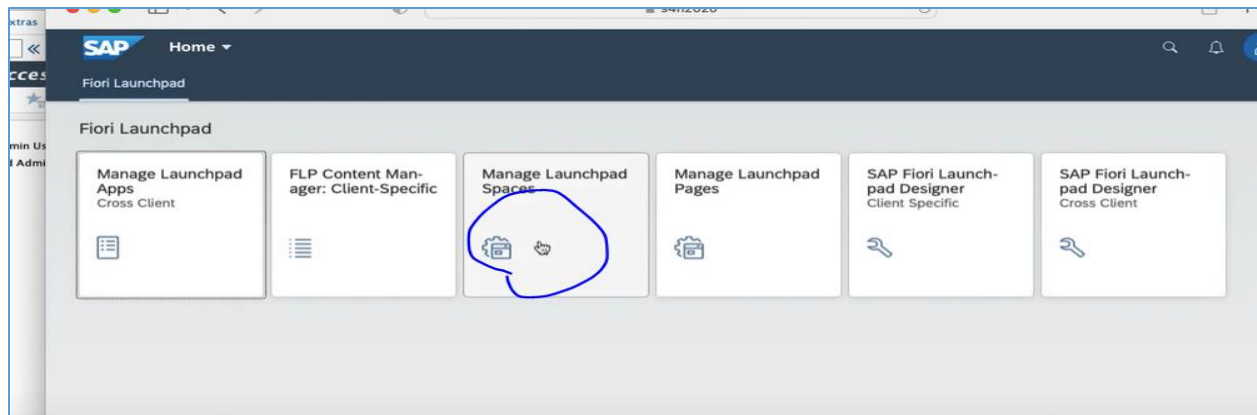 xtras
s4h2020
«
SAP Home
cces
Fiori Launchpad
Fiori Launchpad
min Us
Admi
Manage Launchpad
Apps
Cross Client
FLP Content Man-
ager: Client-Specific
Manage Launchpad
Spaces
Manage Launchpad
Pages
SAP Fiori Launch-
pad Designer
Client Specific
SAP Fiori Launch-
pad Designer
Cross Client